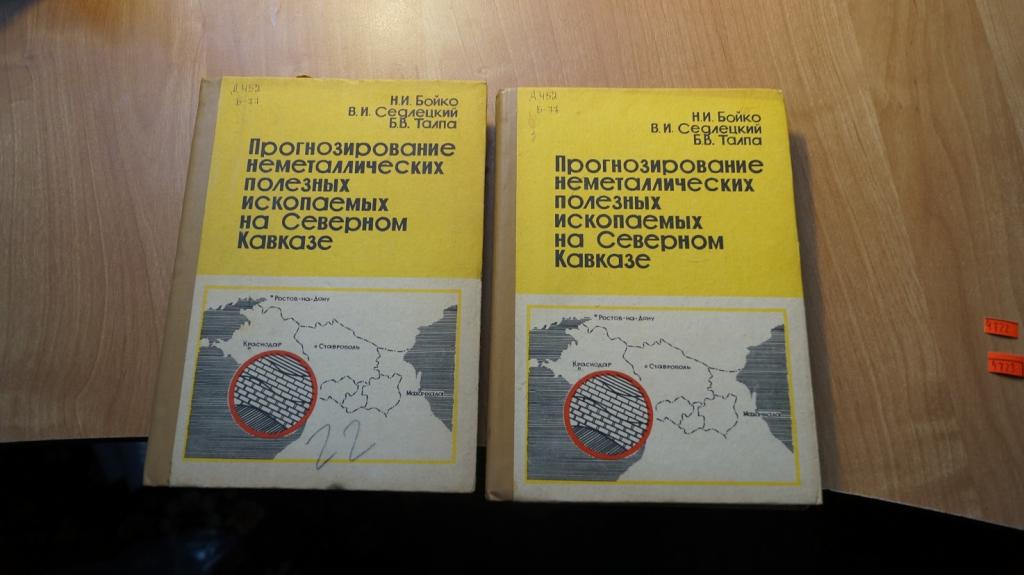 Д 452
Б-77
Н.И. Бойко
В.И. Седлецкий
Б.В. Талпа
Прогнозирование
неметаллических
полезных
ископаемых
на Северном
Кавказе
Ростов-на-Дону
Краснодар
Ставрополь
Махачкала
22
Д 452
Б-77
Н.И. Бойко
В.И. Седлецкий
Б.В. Талпа
Прогнозирование
неметаллических
полезных
ископаемых
на Северном
Кавказе
Ростов-на-Дону
Краснодар
Ставрополь
Махачкала